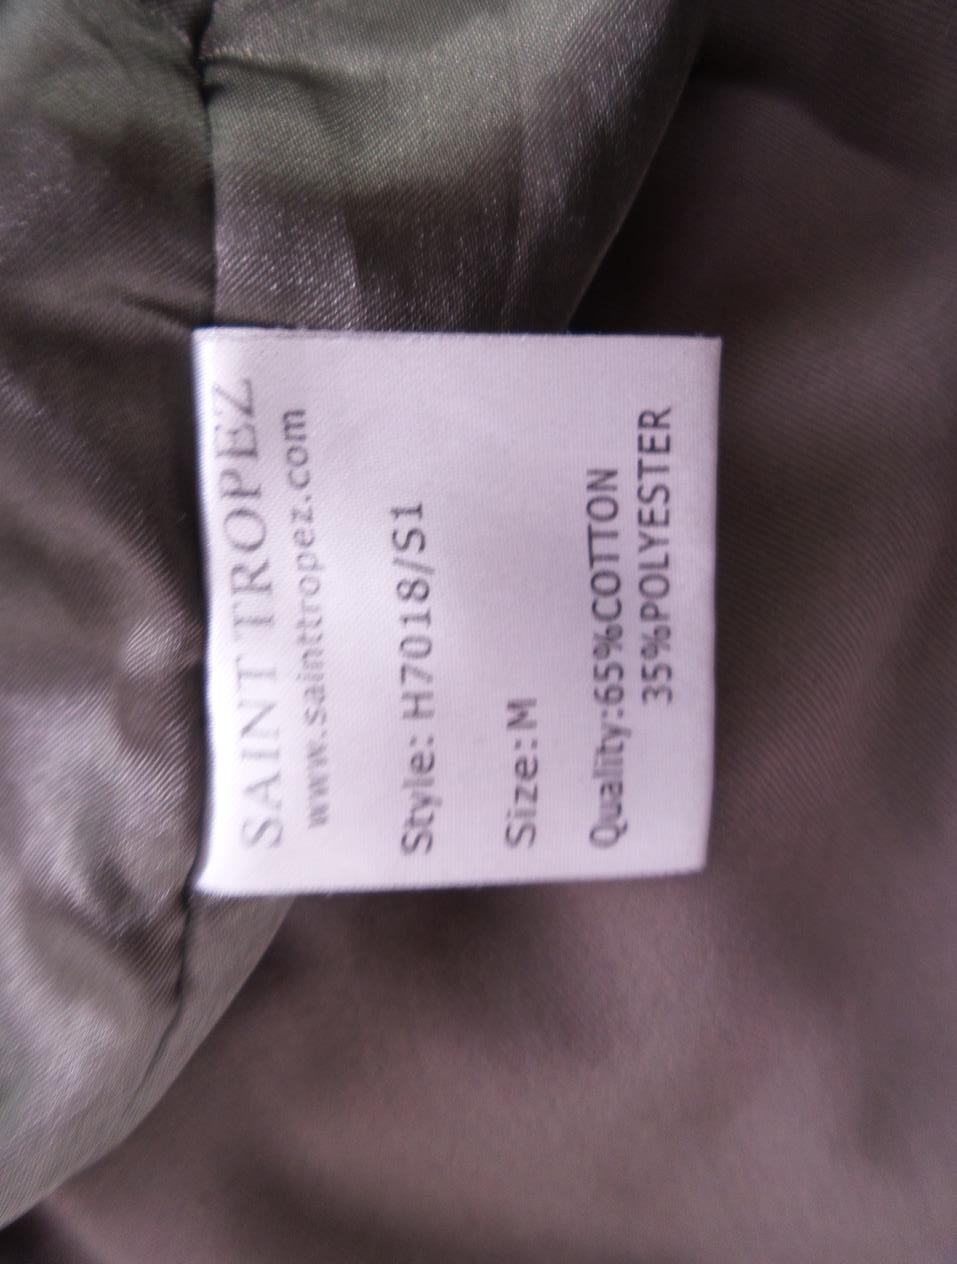 SAINT TROPEZ
www.sainttropez.com
Style: H7018/S1
Size:M
Quality:65%COTTON
35%POLYESTER